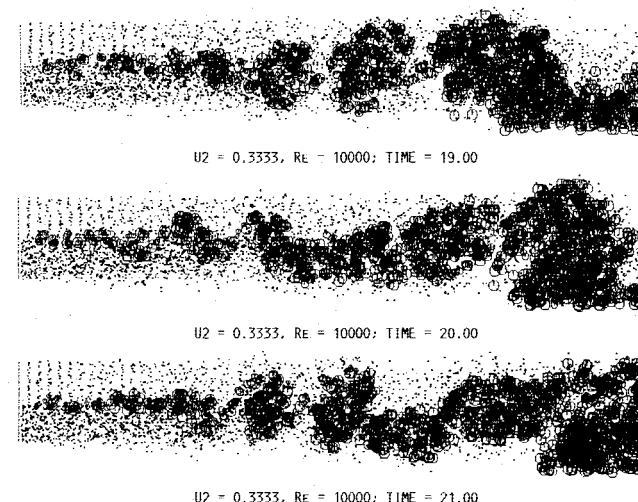 U2 = 0.3333, RE = 10000; TIME = 19.00
U2 = 0.3333, RE = 10000; TIME = 20.00
U2 = 0.3333, RE = 10000; TIME = 21.00